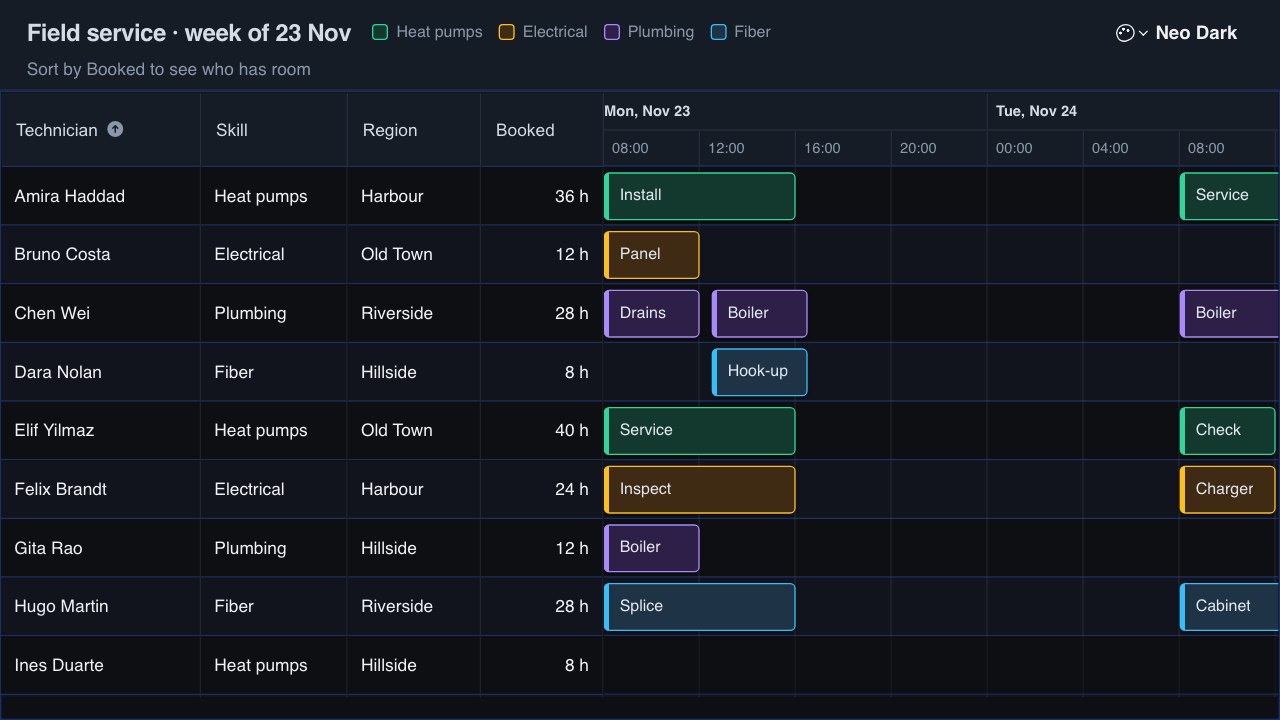 Field service · week of 23 Nov
Heat pumps Electrical Plumbing Fiber
Neo Dark
Sort by Booked to see who has room
Technician Skill Region Booked
Mon, Nov 23 Tue, Nov 24
08:00 12:00 16:00 20:00 00:00 04:00 08:00
Amira Haddad Heat pumps Harbour 36 h Install Service
Bruno Costa Electrical Old Town 12 h Panel
Chen Wei Plumbing Riverside 28 h Drains Boiler Boiler
Dara Nolan Fiber Hillside 8 h Hook-up
Elif Yilmaz Heat pumps Old Town 40 h Service Check
Felix Brandt Electrical Harbour 24 h Inspect Charger
Gita Rao Plumbing Hillside 12 h Boiler
Hugo Martin Fiber Riverside 28 h Splice Cabinet
Ines Duarte Heat pumps Hillside 8 h